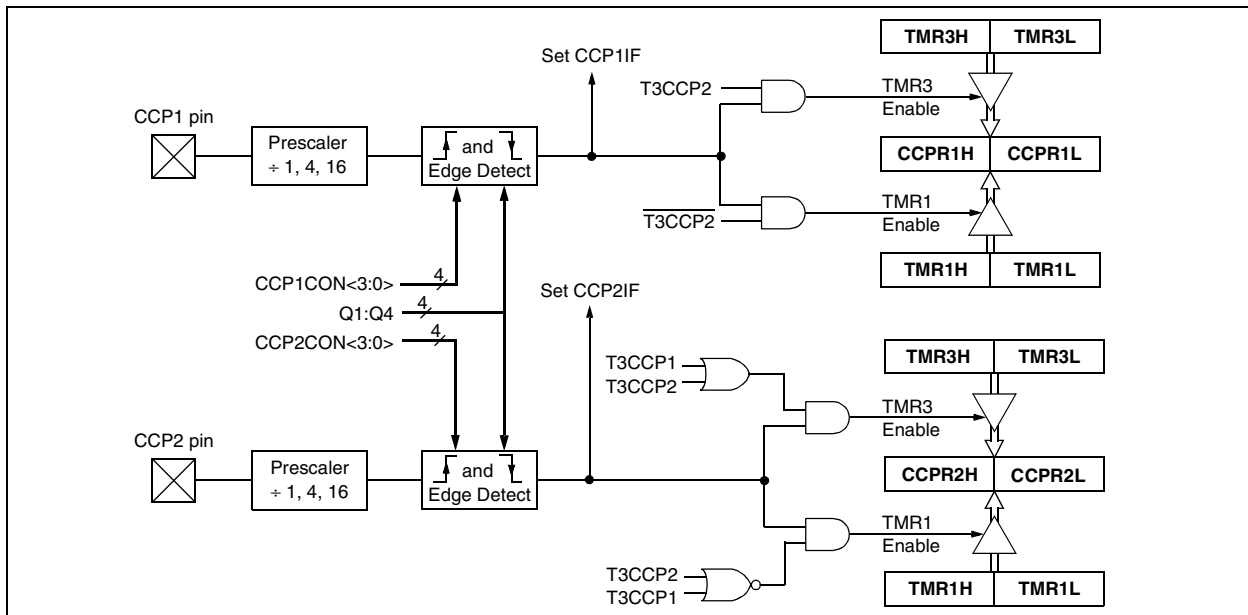 TMR3H TMR3L
Set CCP1IF
T3CCP2
TMR3
Enable
CCP1 pin
Prescaler
÷ 1, 4, 16
and
Edge Detect
CCPR1H CCPR1L
T3CCP2
TMR1
Enable
TMR1H TMR1L
CCP1CON<3:0> 4
Q1:Q4 4
CCP2CON<3:0> 4
Set CCP2IF
TMR3H TMR3L
T3CCP1
T3CCP2
TMR3
Enable
CCP2 pin
Prescaler
÷ 1, 4, 16
and
Edge Detect
CCPR2H CCPR2L
TMR1
Enable
T3CCP2
T3CCP1
TMR1H TMR1L